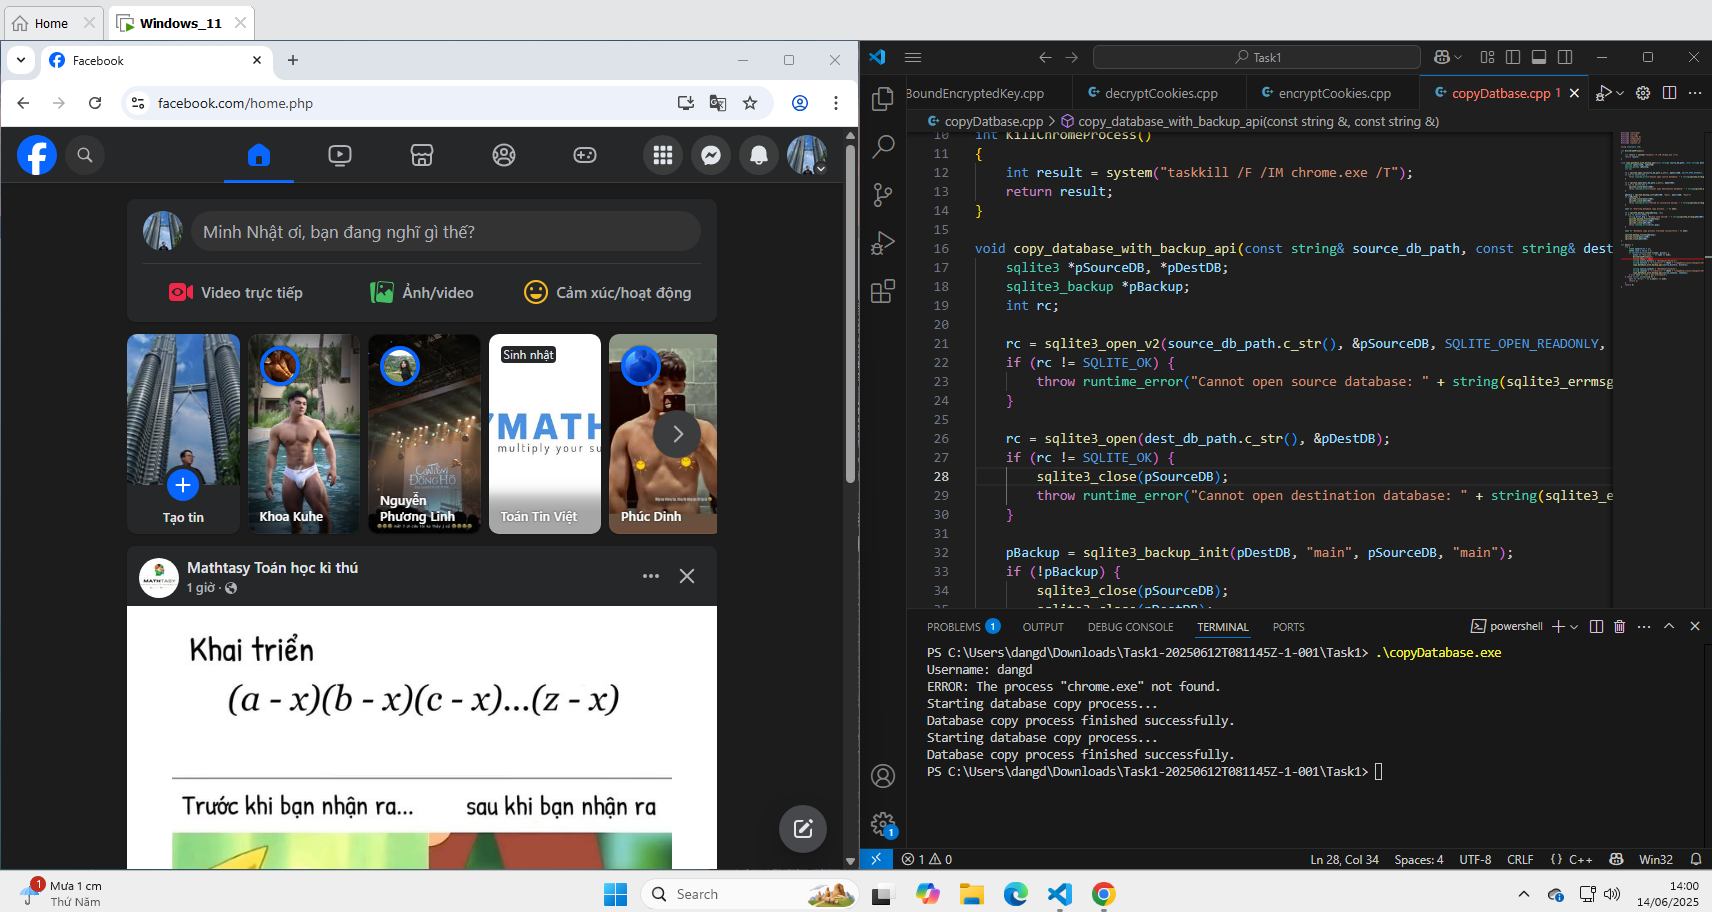 Home
Windows_11
Facebook
facebook.com/home.php
Minh Nhật ơi, bạn đang nghĩ gì thế?
Video trực tiếp
Ảnh/video
Cảm xúc/hoạt động
Sinh nhật
YMATH
multiply your su
CƠN MƯA
ĐỒNG HỒ
Tạo tin
Khoa Kuhe
Nguyễn
Phương Linh
Toán Tin Việt
Phúc Dinh
MATHTASY
Mathtasy Toán học kì thú
1 giờ ·
Khai triển
(a - x)(b - x)(c - x)...(z - x)
Trước khi bạn nhận ra...
sau khi bạn nhận ra
Task1
BoundEncryptedKey.cpp
decryptCookies.cpp
encryptCookies.cpp
copyDatbase.cpp 1
copyDatbase.cpp > copy_database_with_backup_api(const string &, const string &)
10 int killChromeProcess()
11 {
12 int result = system("taskkill /F /IM chrome.exe /T");
13 return result;
14 }
15
16 void copy_database_with_backup_api(const string& source_db_path, const string& dest
17 sqlite3 *pSourceDB, *pDestDB;
18 sqlite3_backup *pBackup;
19 int rc;
20
21 rc = sqlite3_open_v2(source_db_path.c_str(), &pSourceDB, SQLITE_OPEN_READONLY,
22 if (rc != SQLITE_OK) {
23 throw runtime_error("Cannot open source database: " + string(sqlite3_errmsg
24 }
25
26 rc = sqlite3_open(dest_db_path.c_str(), &pDestDB);
27 if (rc != SQLITE_OK) {
28 sqlite3_close(pSourceDB);
29 throw runtime_error("Cannot open destination database: " + string(sqlite3_e
30 }
31
32 pBackup = sqlite3_backup_init(pDestDB, "main", pSourceDB, "main");
33 if (!pBackup) {
34 sqlite3_close(pSourceDB);
35 sqlite3_close(pDestDB);
PROBLEMS 1 OUTPUT DEBUG CONSOLE TERMINAL PORTS
powershell
PS C:\Users\dangd\Downloads\Task1-20250612T081145Z-1-001\Task1> .\copyDatabase.exe
Username: dangd
ERROR: The process "chrome.exe" not found.
Starting database copy process...
Database copy process finished successfully.
Starting database copy process...
Database copy process finished successfully.
PS C:\Users\dangd\Downloads\Task1-20250612T081145Z-1-001\Task1>
1
1 0
Ln 28, Col 34 Spaces: 4 UTF-8 CRLF {} C++ Win32
1 Mưa 1 cm
Thứ Năm
Search
14:00
14/06/2025